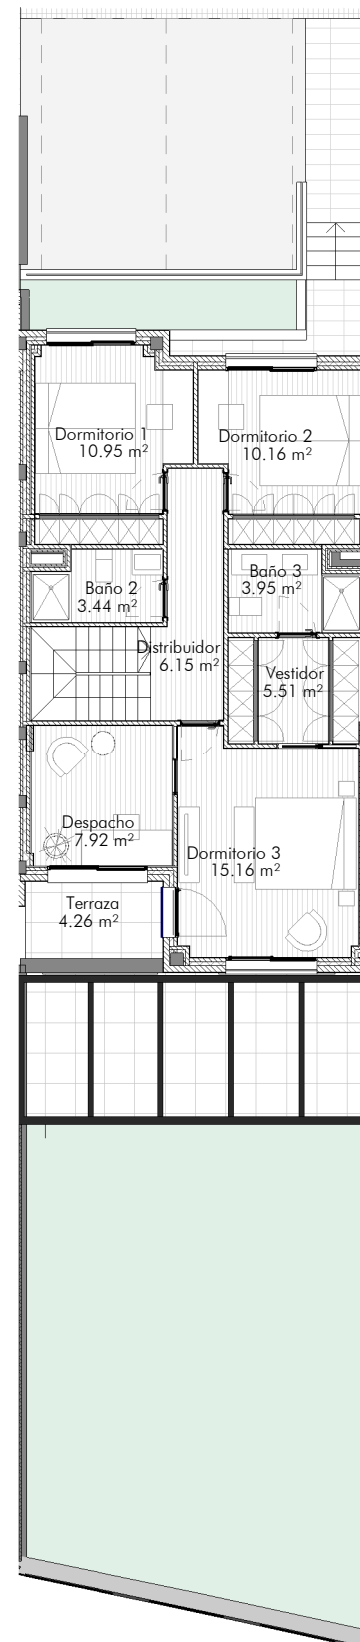 Dormitorio 1
10.95 m²
Dormitorio 2
10.16 m²
Baño 2
3.44 m²
Baño 3
3.95 m²
Distribuidor
6.15 m²
Vestidor
5.51 m²
Despacho
7.92 m²
Dormitorio 3
15.16 m²
Terraza
4.26 m²